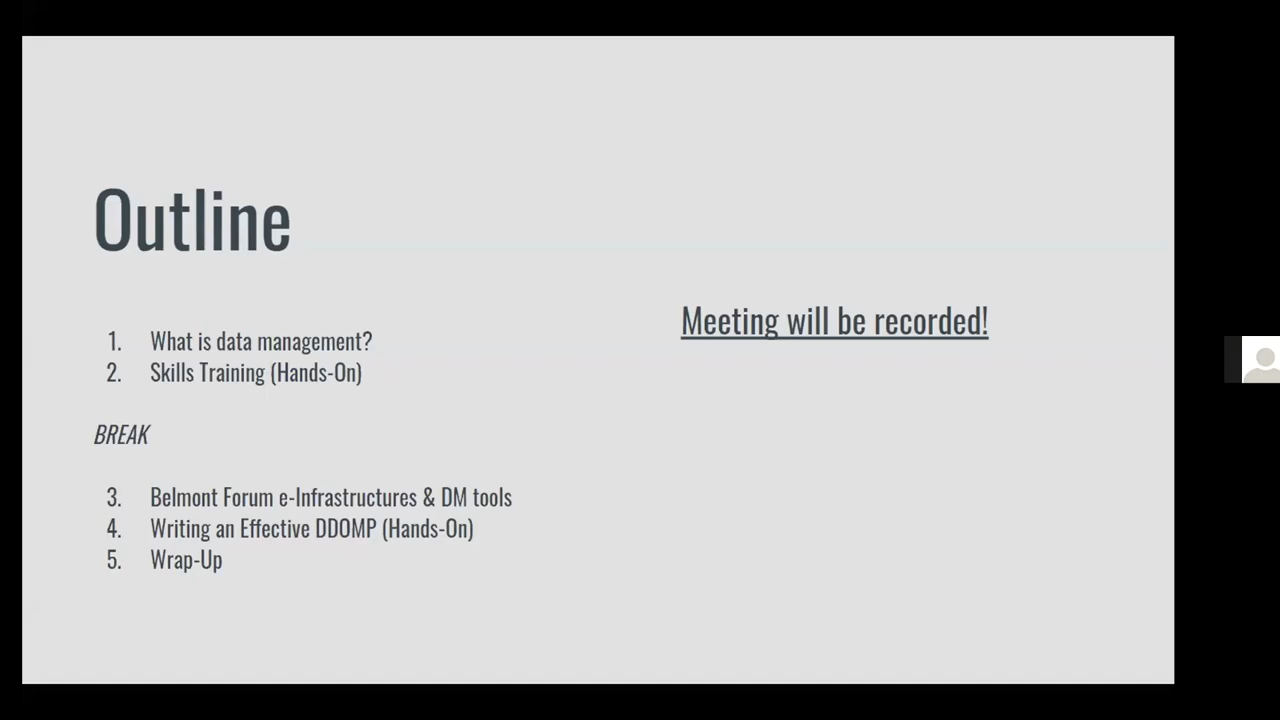 Outline
1. What is data management?
2. Skills Training (Hands-On)
BREAK
3. Belmont Forum e-Infrastructures & DM tools
4. Writing an Effective DDOMP (Hands-On)
5. Wrap-Up
Meeting will be recorded!